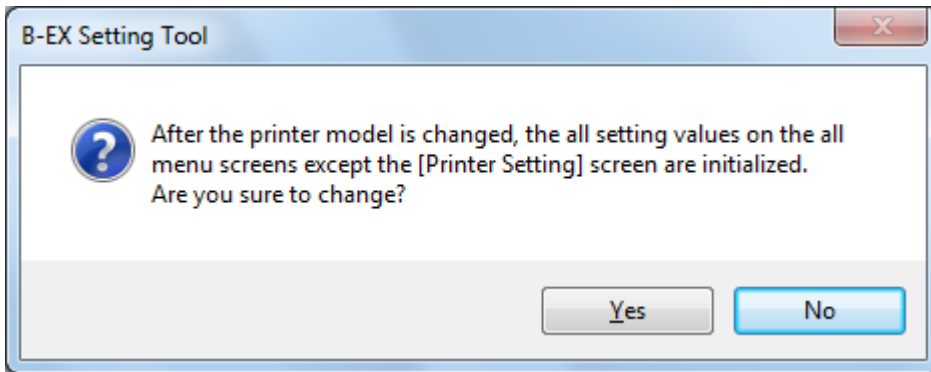 B-EX Setting Tool
After the printer model is changed, the all setting values on the all
menu screens except the [Printer Setting] screen are initialized.
Are you sure to change?
Yes
No